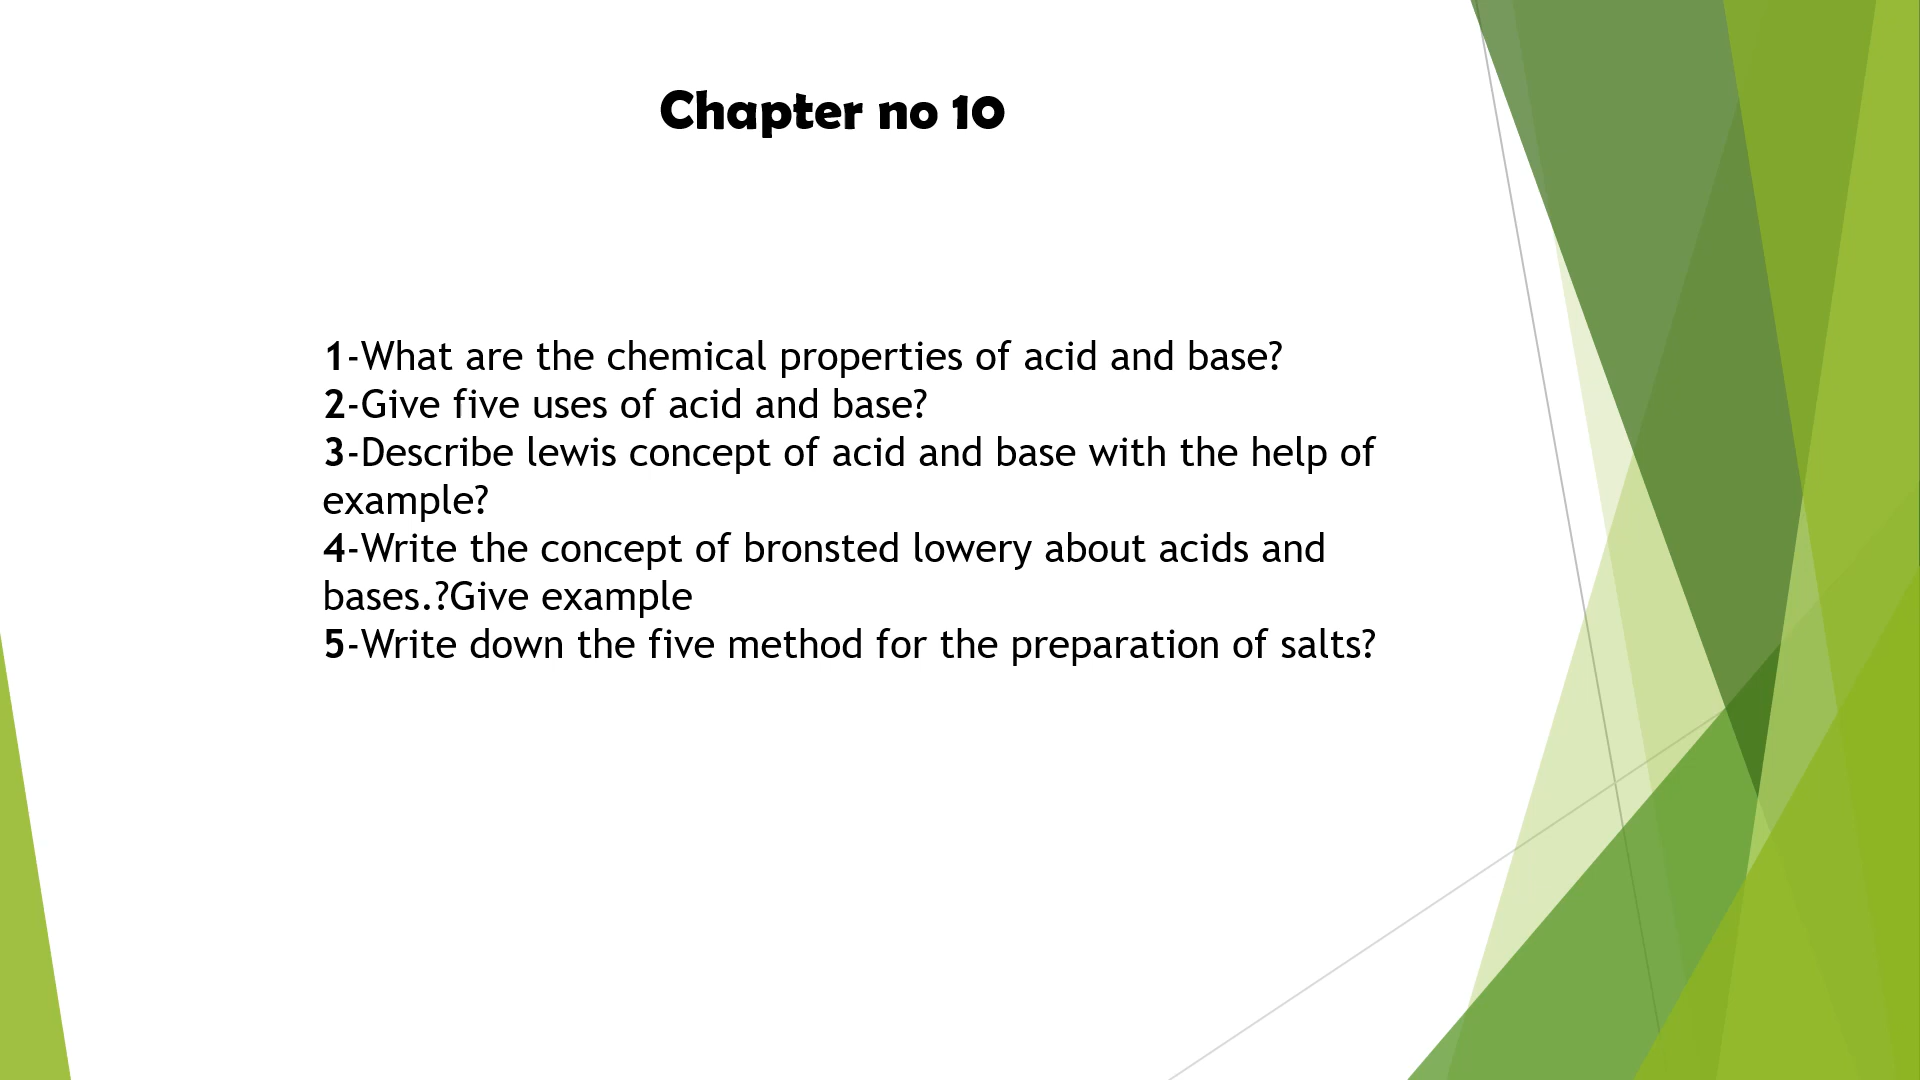 Chapter no 10
1-What are the chemical properties of acid and base?
2-Give five uses of acid and base?
3-Describe lewis concept of acid and base with the help of
example?
4-Write the concept of bronsted lowery about acids and
bases.?Give example
5-Write down the five method for the preparation of salts?